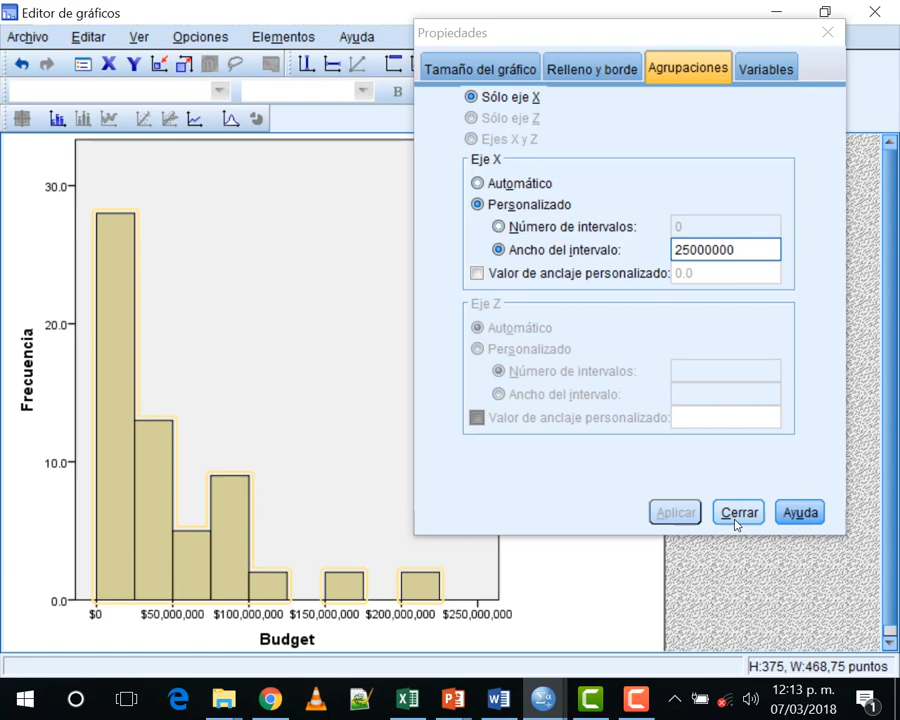 Editor de gráficos
Archivo Editar Ver Opciones Elementos Ayuda
X Y
B
Propiedades
Tamaño del gráfico Relleno y borde Agrupaciones Variables
Sólo eje X
Sólo eje Z
Ejes X y Z
Eje X
Automático
Personalizado
Número de intervalos: 0
Ancho del intervalo: 25000000
Valor de anclaje personalizado: 0.0
Eje Z
Automático
Personalizado
Número de intervalos:
Ancho del intervalo:
Valor de anclaje personalizado:
Aplicar Cerrar Ayuda
30.0
20.0
10.0
0.0
Frecuencia
$0 $50,000,000 $100,000,000 $150,000,000 $200,000,000 $250,000,000
Budget
H:375, W:468,75 puntos
12:13 p. m.
07/03/2018
1